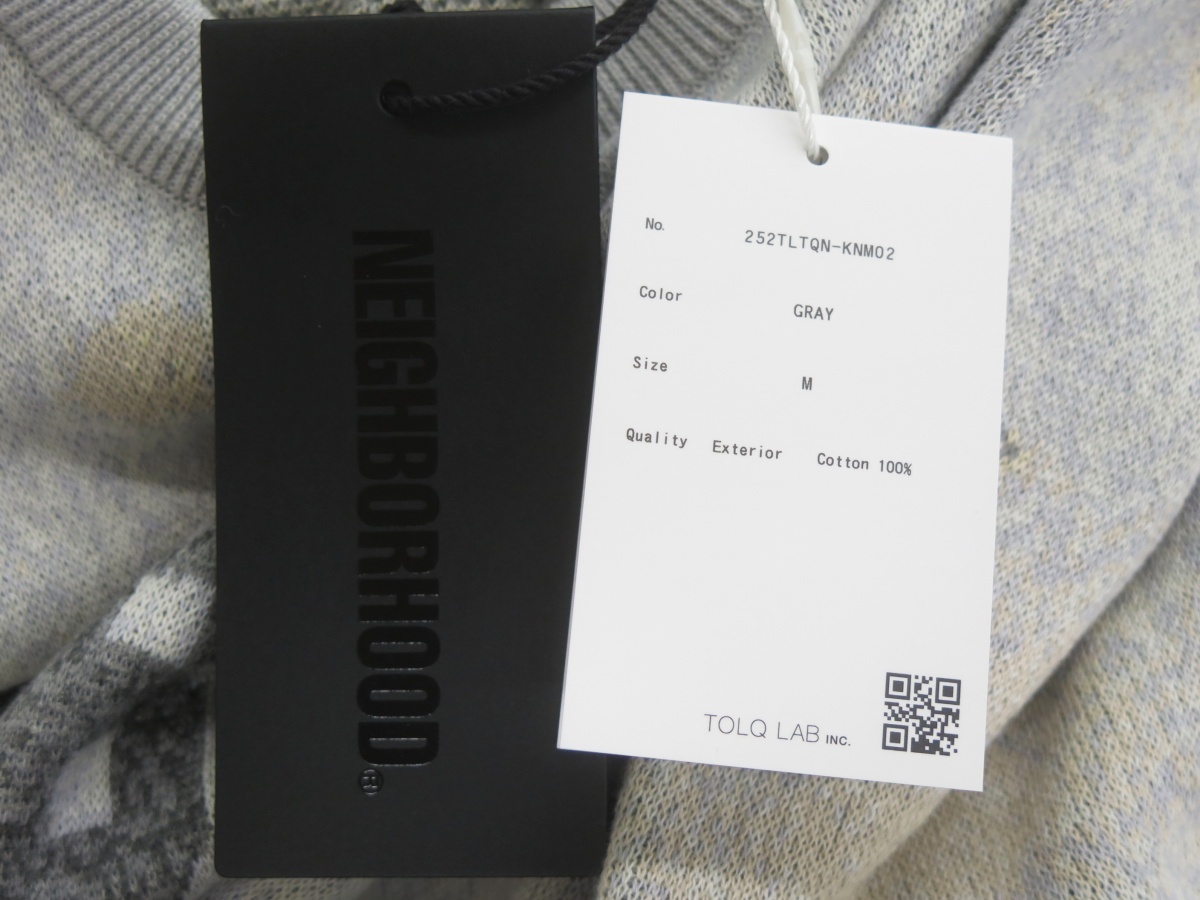 NEIGHBORHOOD®
No. 252TLTQN-KNM02
Color GRAY
Size M
Quality Exterior Cotton 100%
TOLQ LAB INC.